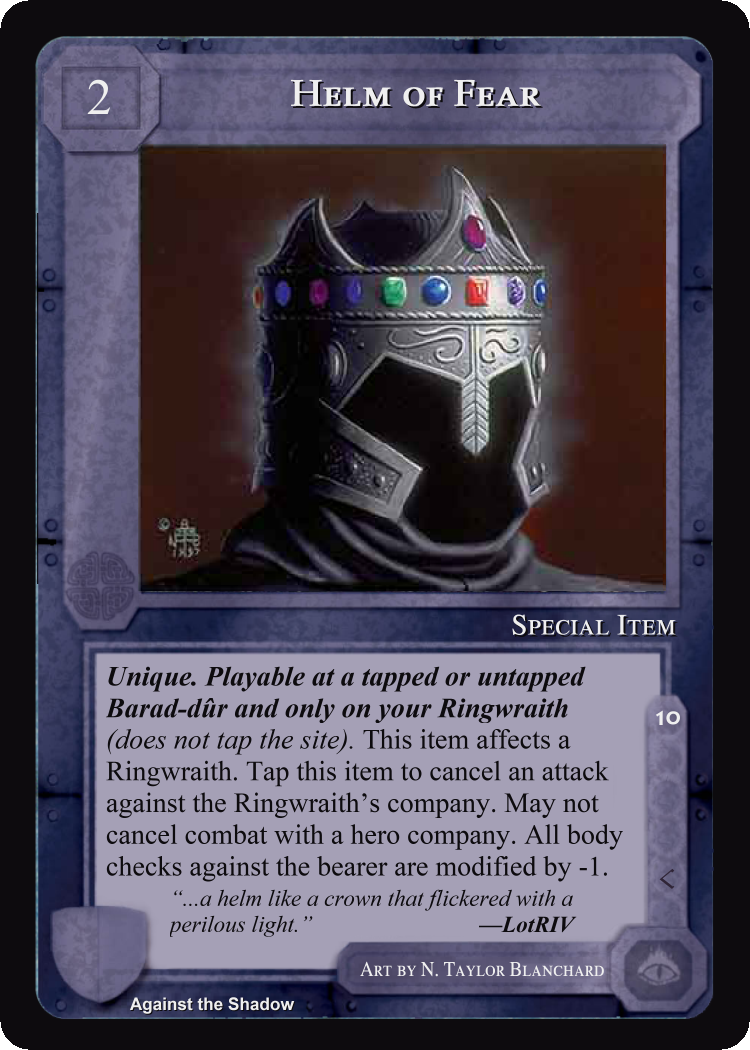 2
HELM OF FEAR
SPECIAL ITEM
Unique. Playable at a tapped or untapped
Barad-dûr and only on your Ringwraith
(does not tap the site). This item affects a
Ringwraith. Tap this item to cancel an attack
against the Ringwraith’s company. May not
cancel combat with a hero company. All body
checks against the bearer are modified by -1.
10
“...a helm like a crown that flickered with a
perilous light.” —LotRIV
ART BY N. TAYLOR BLANCHARD
Against the Shadow